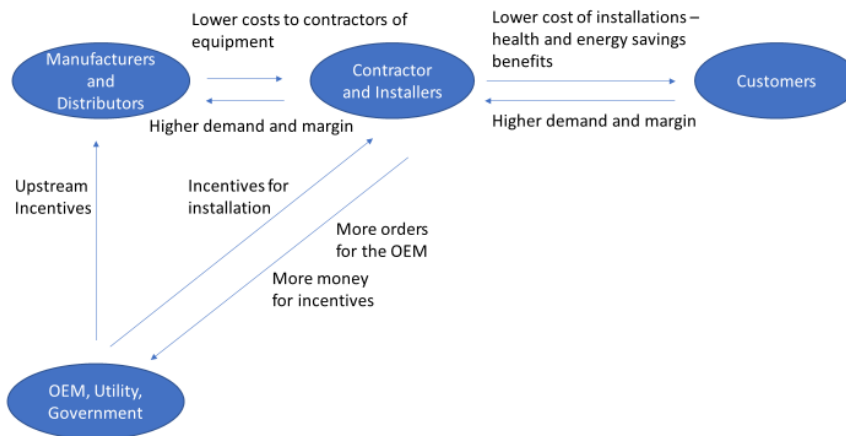 Lower costs to contractors of
equipment
Lower cost of installations –
health and energy savings
benefits
Manufacturers
and
Distributors
Contractor
and Installers
Customers
Higher demand and margin
Higher demand and margin
Upstream
Incentives
Incentives for
installation
More orders
for the OEM
More money
for incentives
OEM, Utility,
Government